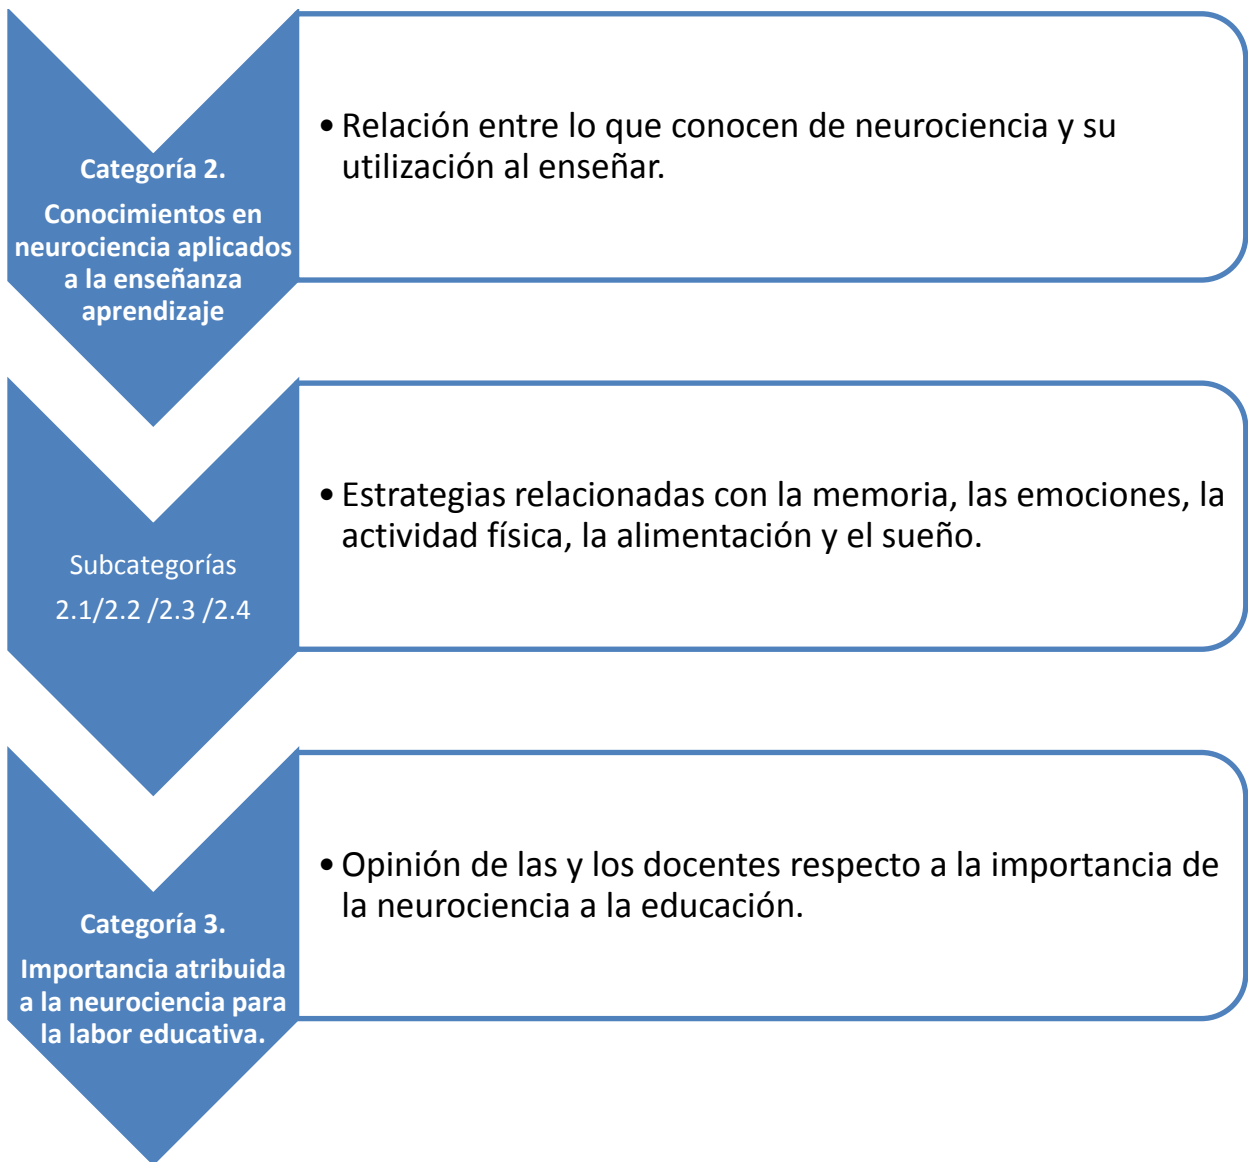 Categoría 2.
Conocimientos en
neurociencia aplicados
a la enseñanza
aprendizaje
• Relación entre lo que conocen de neurociencia y su
utilización al enseñar.
Subcategorías
2.1/2.2 /2.3 /2.4
• Estrategias relacionadas con la memoria, las emociones, la
actividad física, la alimentación y el sueño.
Categoría 3.
Importancia atribuida
a la neurociencia para
la labor educativa.
• Opinión de las y los docentes respecto a la importancia de
la neurociencia a la educación.